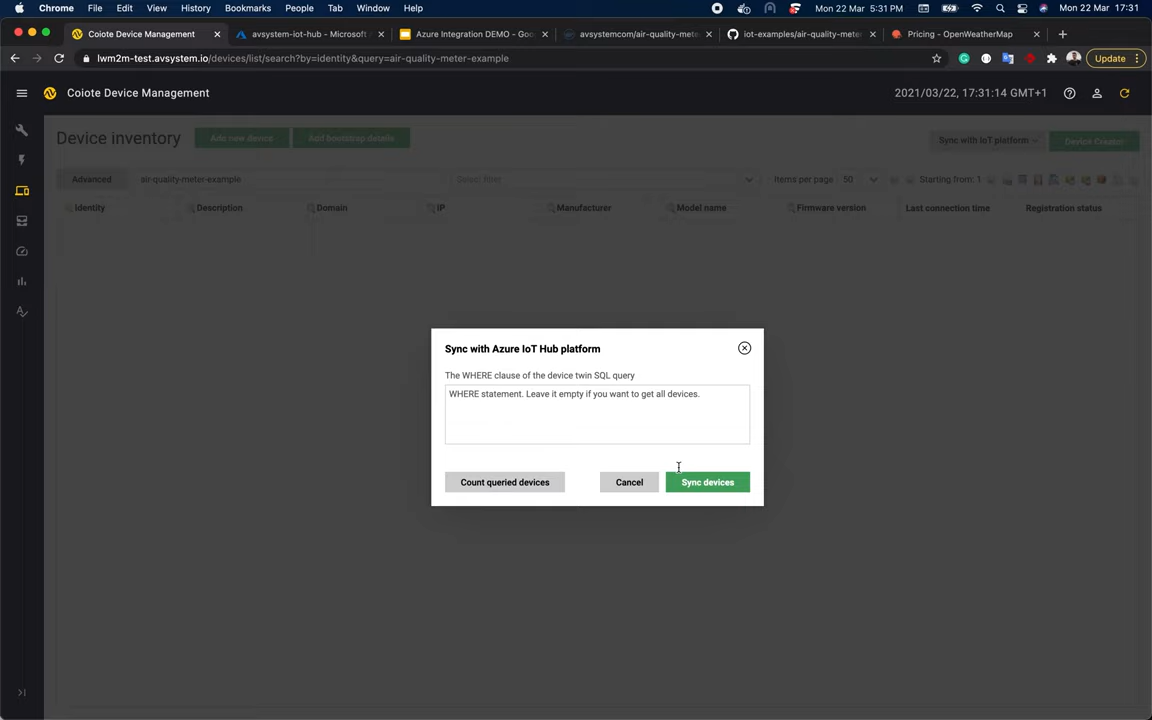 Chrome File Edit View History Bookmarks People Tab Window Help Mon 22 Mar 5:31 PM Mon 22 Mar 17:31
Coiote Device Management avsystem-iot-hub - Microsoft Azure Integration DEMO - Goo avsystemcom/air-quality-mete iot-examples/air-quality-meter Pricing - OpenWeatherMap
lwm2m-test.avsystem.io/devices/list/search?by=identity&query=air-quality-meter-example Update
Coiote Device Management 2021/03/22, 17:31:14 GMT+1
Device inventory Add new device Add bootstrap details Sync with IoT platform Device Count
Advanced air-quality-meter-example Select filter Items per page 50 Starting from: 1
Identity Description Domain IP Manufacturer Model name Firmware version Last connection time Registration status
Sync with Azure IoT Hub platform
The WHERE clause of the device twin SQL query
WHERE statement. Leave it empty if you want to get all devices.
Count queried devices Cancel Sync devices